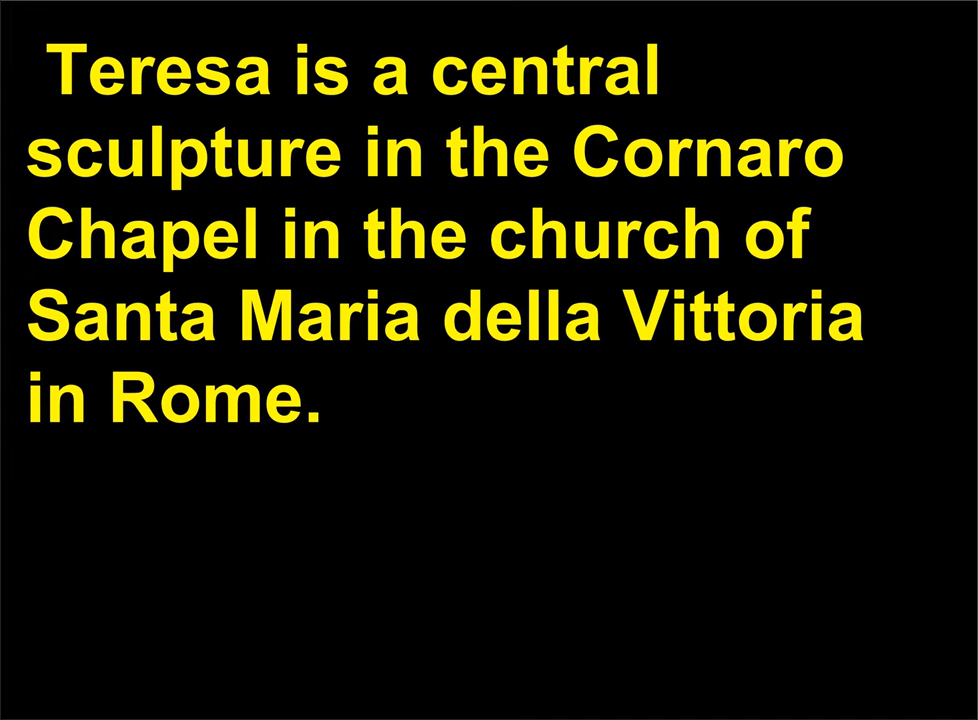 Teresa is a central
sculpture in the Cornaro
Chapel in the church of
Santa Maria della Vittoria
in Rome.